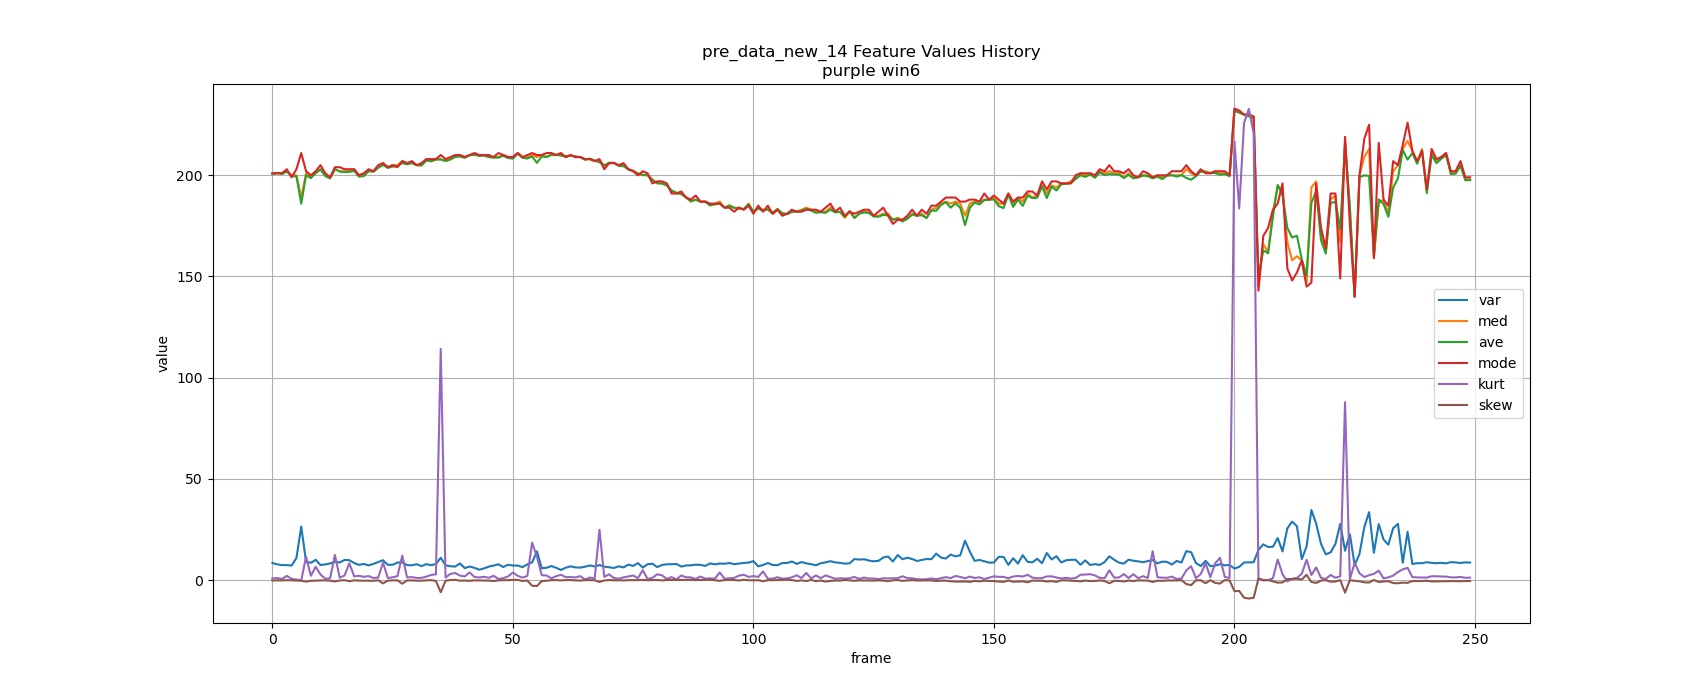 pre_data_new_14 Feature Values History
purple win6
value
200
150
100
50
0
var
med
ave
mode
kurt
skew
0
50
100
150
200
250
frame